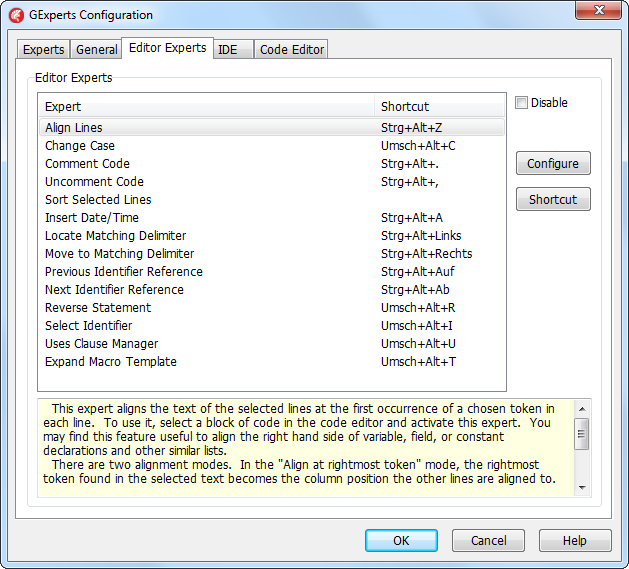 GExperts Configuration
Experts General Editor Experts IDE Code Editor
Editor Experts
Expert Shortcut
Disable
Align Lines Strg+Alt+Z
Change Case Umsch+Alt+C
Comment Code Strg+Alt+.
Configure
Uncomment Code Strg+Alt+,
Sort Selected Lines
Shortcut
Insert Date/Time Strg+Alt+A
Locate Matching Delimiter Strg+Alt+Links
Move to Matching Delimiter Strg+Alt+Rechts
Previous Identifier Reference Strg+Alt+Auf
Next Identifier Reference Strg+Alt+Ab
Reverse Statement Umsch+Alt+R
Select Identifier Umsch+Alt+I
Uses Clause Manager Umsch+Alt+U
Expand Macro Template Umsch+Alt+T
This expert aligns the text of the selected lines at the first occurrence of a chosen token in
each line. To use it, select a block of code in the code editor and activate this expert. You
may find this feature useful to align the right hand side of variable, field, or constant
declarations and other similar lists.
There are two alignment modes. In the "Align at rightmost token" mode, the rightmost
token found in the selected text becomes the column position the other lines are aligned to.
OK Cancel Help